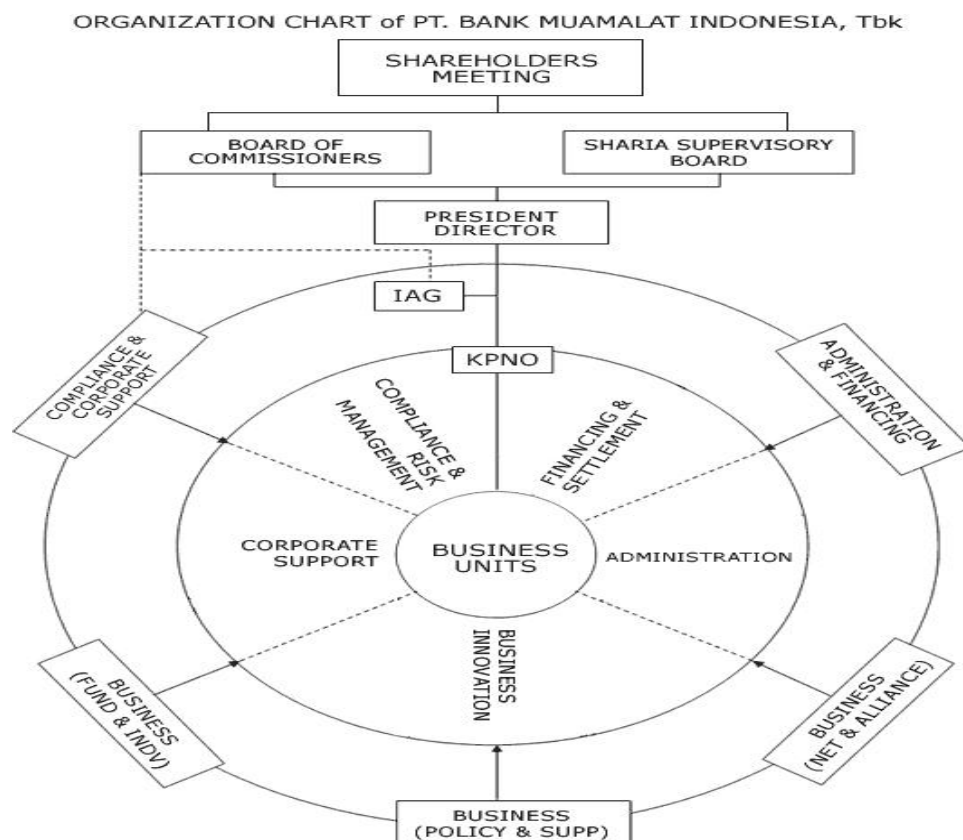 ORGANIZATION CHART of PT. BANK MUAMALAT INDONESIA, Tbk
SHAREHOLDERS
MEETING
BOARD OF
COMMISSIONERS
SHARIA SUPERVISORY
BOARD
PRESIDENT
DIRECTOR
IAG
KPNO
COMPLIANCE &
CORPORATE
SUPPORT
ADMINISTRATION
& FINANCING
COMPLIANCE &
RISK
MANAGEMENT
FINANCING &
SETTLEMENT
CORPORATE
SUPPORT
BUSINESS
UNITS
ADMINISTRATION
BUSINESS
INNOVATION
BUSINESS
(FUND & INDV)
BUSINESS
(NET & ALLIANCE)
BUSINESS
(POLICY & SUPP)